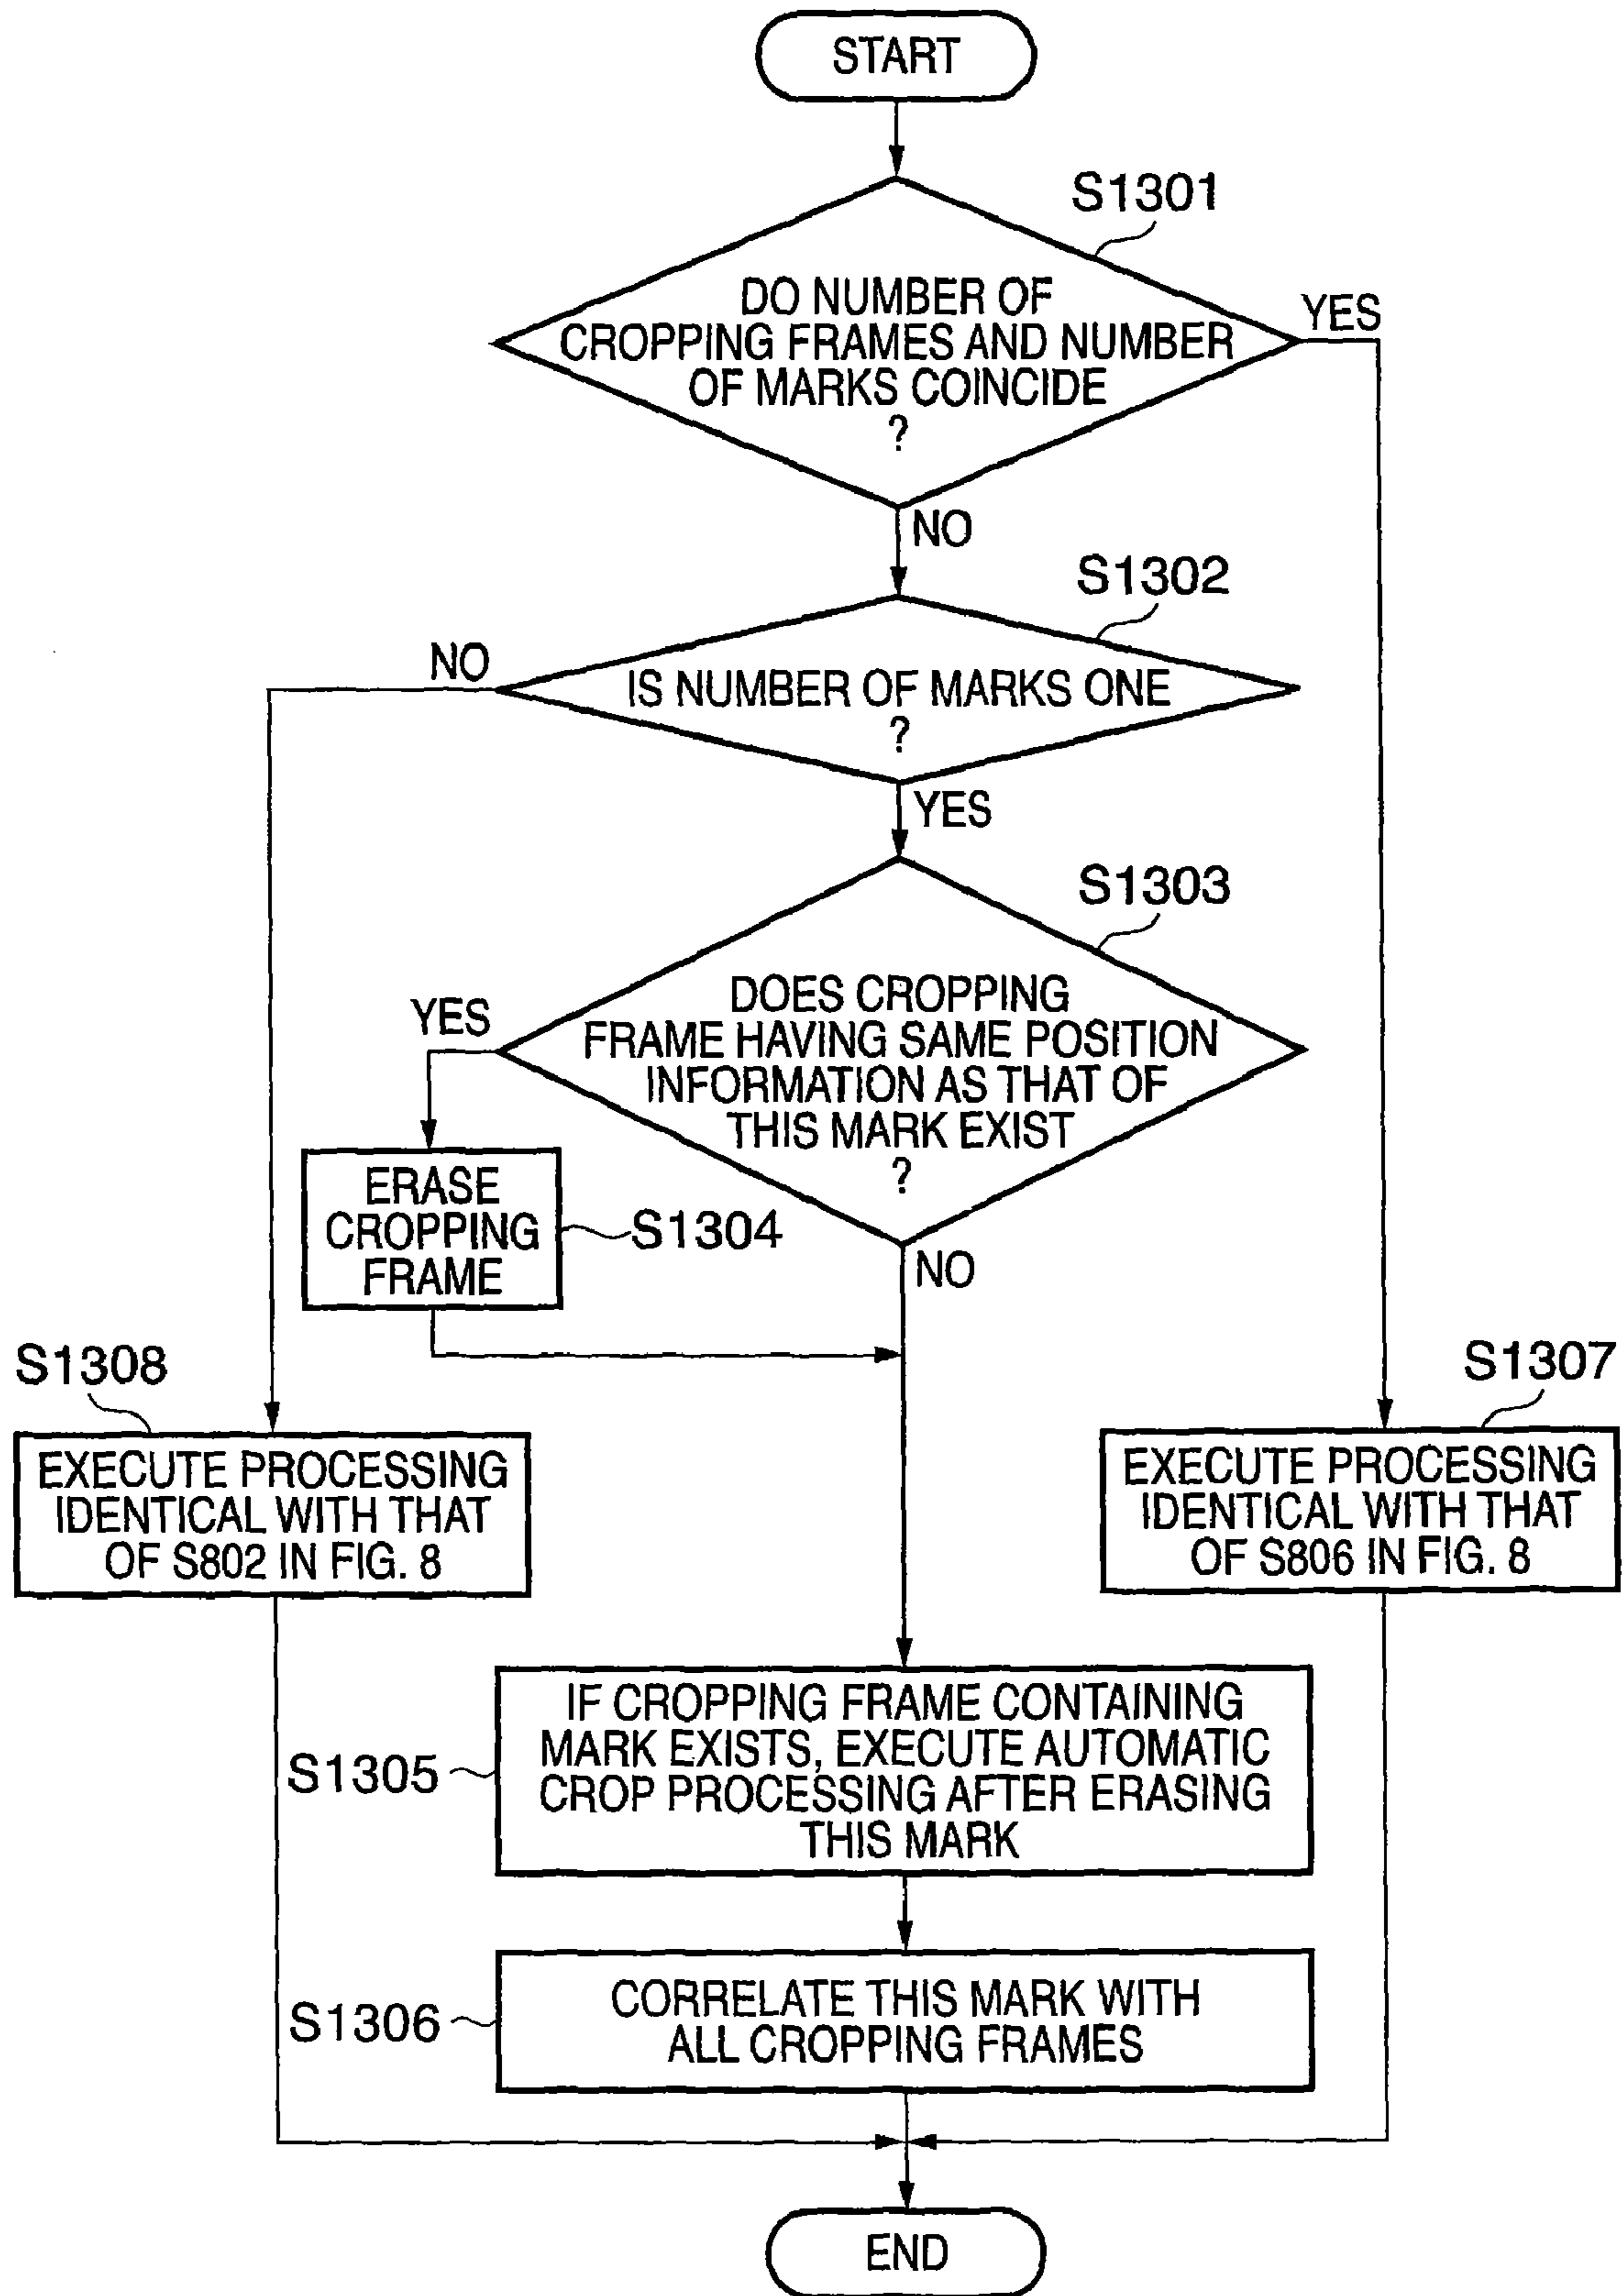 START
S1301
DO NUMBER OF
CROPPING FRAMES AND NUMBER
OF MARKS COINCIDE
?
YES
NO
S1302
NO
IS NUMBER OF MARKS ONE
?
YES
S1303
DOES CROPPING
FRAME HAVING SAME POSITION
INFORMATION AS THAT OF
THIS MARK EXIST
?
YES
ERASE
CROPPING
FRAME
S1304
NO
S1308
EXECUTE PROCESSING
IDENTICAL WITH THAT
OF S802 IN FIG. 8
S1307
EXECUTE PROCESSING
IDENTICAL WITH THAT
OF S806 IN FIG. 8
S1305
IF CROPPING FRAME CONTAINING
MARK EXISTS, EXECUTE AUTOMATIC
CROP PROCESSING AFTER ERASING
THIS MARK
S1306
CORRELATE THIS MARK WITH
ALL CROPPING FRAMES
END